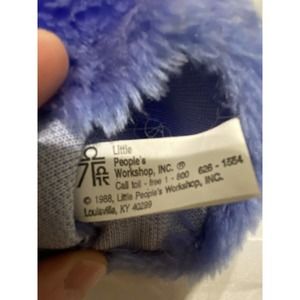 Little
People's
Workshop, INC. ®
Call toll - free 1 - 800 626 - 1554
© 1988, Little People's Workshop, INC.
Louisville, KY 40299